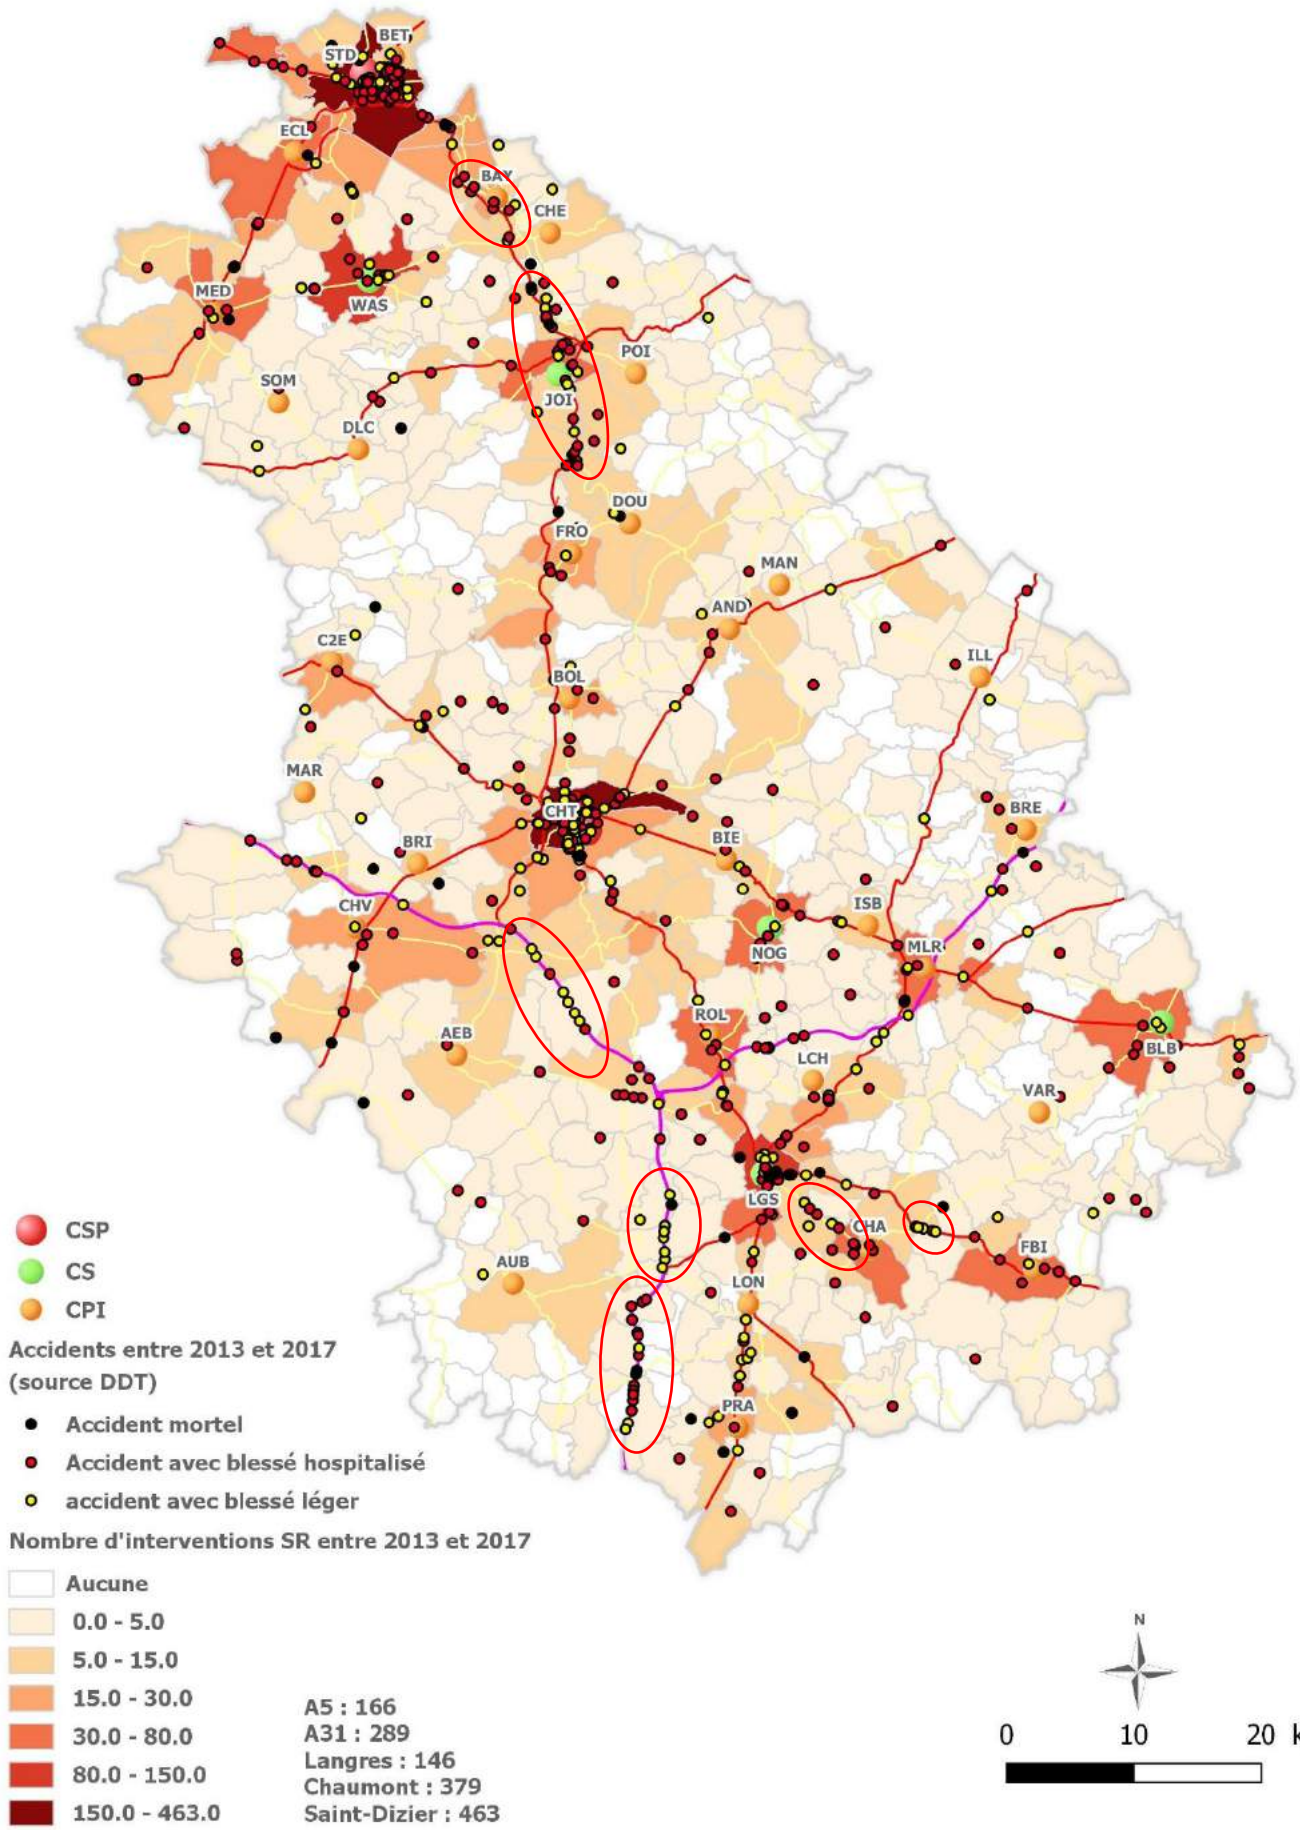 BET
STD
ECL
BAY
CHE
MED
WAS
POI
SOM
JOI
DLC
DOU
FRO
MAN
AND
C2E
ILL
BOL
MAR
BRE
CHT
BRI
BIE
CHV
ISB
NOG
MLR
ROL
AEB
BLB
LCH
VAR
LGS
CHA
FBI
AUB
LON
PRA
CSP
CS
CPI
Accidents entre 2013 et 2017
(source DDT)
Accident mortel
Accident avec blessé hospitalisé
accident avec blessé léger
Nombre d'interventions SR entre 2013 et 2017
Aucune
0.0 - 5.0
5.0 - 15.0
15.0 - 30.0
30.0 - 80.0
80.0 - 150.0
150.0 - 463.0
A5 : 166
A31 : 289
Langres : 146
Chaumont : 379
Saint-Dizier : 463
N
0 10 20 k